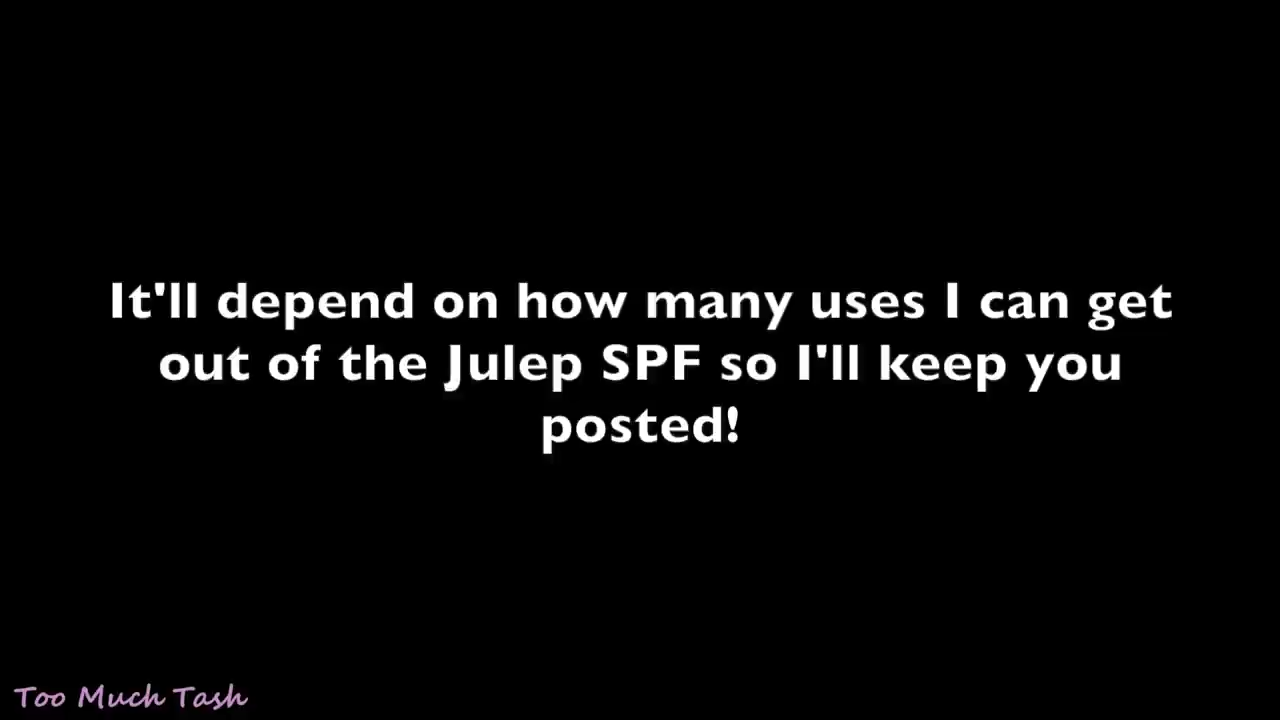 It'll depend on how many uses I can get
out of the Julep SPF so I'll keep you
posted!
Too Much Tash